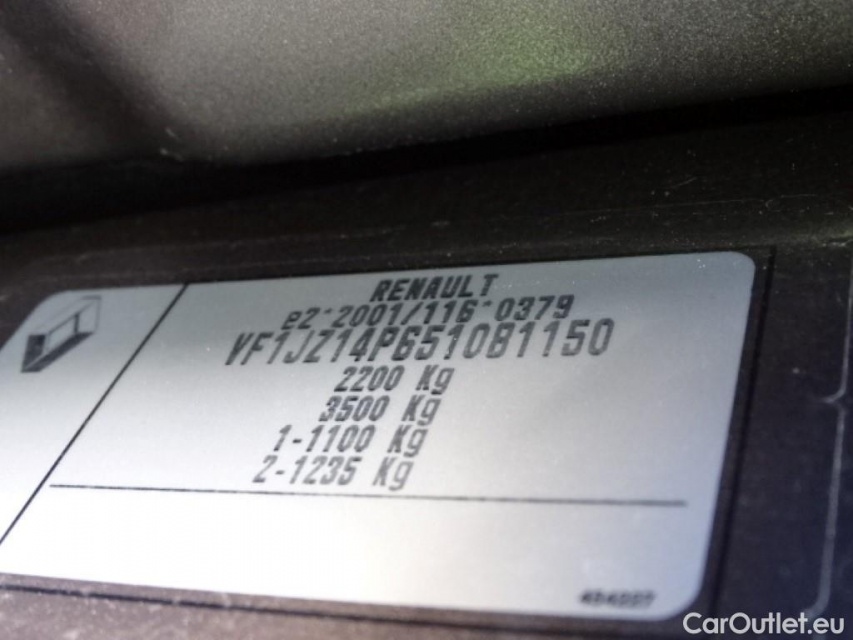 RENAULT
e2*2001/116*0379
VF1JZ14P651081150
2200 Kg
3500 Kg
1-1100 Kg
2-1235 Kg
CarOutlet.eu